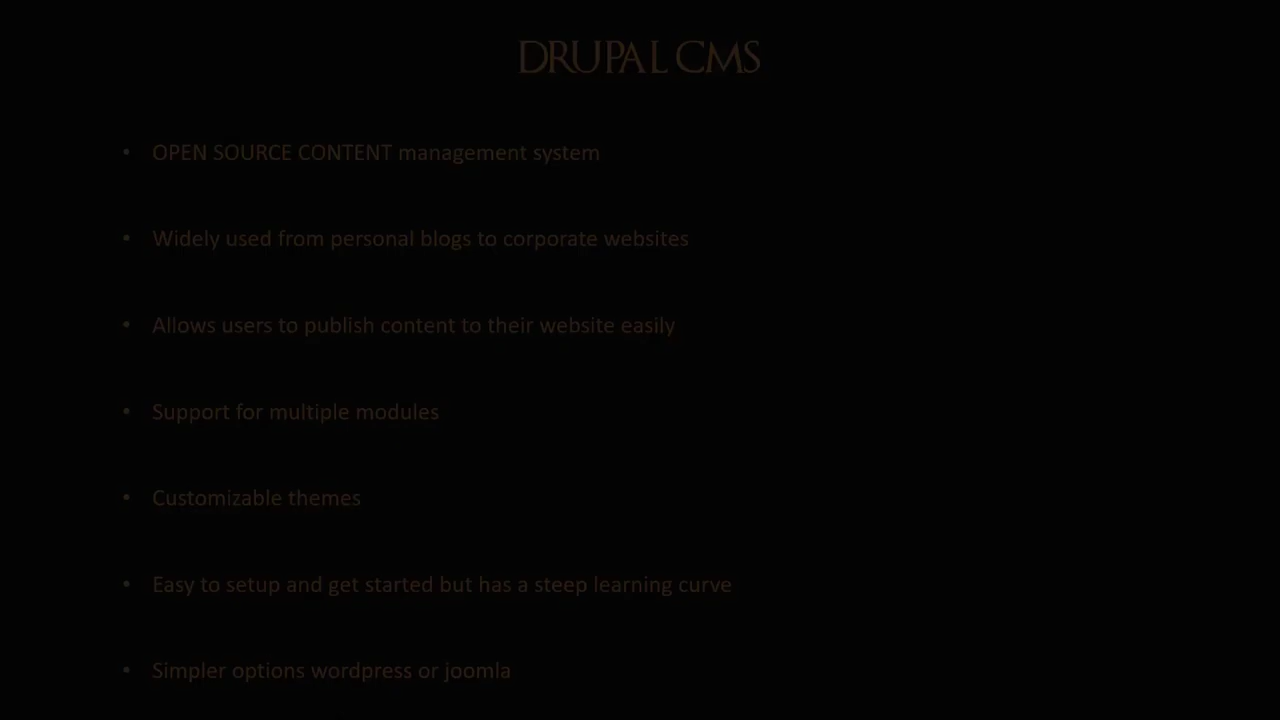 DRUPAL CMS
• OPEN SOURCE CONTENT management system
• Widely used from personal blogs to corporate websites
• Allows users to publish content to their website easily
• Support for multiple modules
• Customizable themes
• Easy to setup and get started but has a steep learning curve
• Simpler options wordpress or joomla